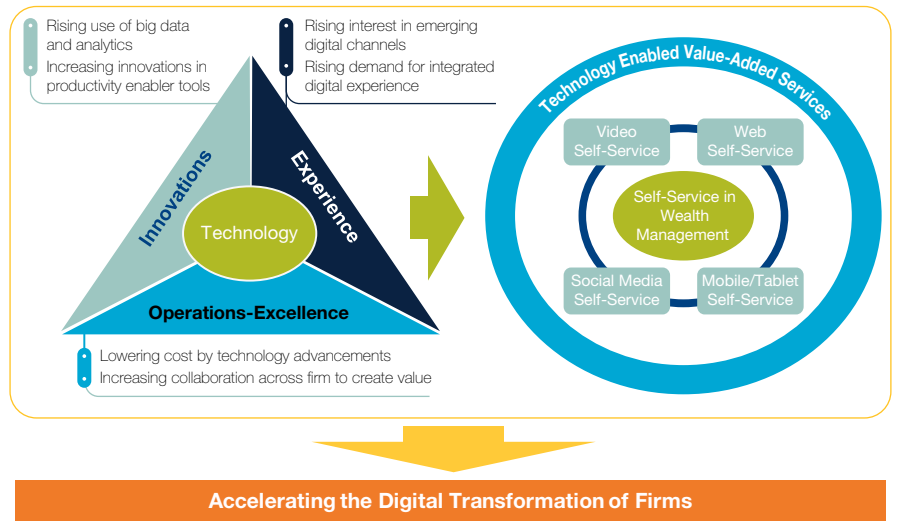 Rising use of big data
and analytics
Increasing innovations in
productivity enabler tools
Rising interest in emerging
digital channels
Rising demand for integrated
digital experience
Innovations
Experience
Technology
Operations-Excellence
Lowering cost by technology advancements
Increasing collaboration across firm to create value
Technology Enabled Value-Added Services
Video
Self-Service
Web
Self-Service
Self-Service in
Wealth
Management
Social Media
Self-Service
Mobile/Tablet
Self-Service
Accelerating the Digital Transformation of Firms